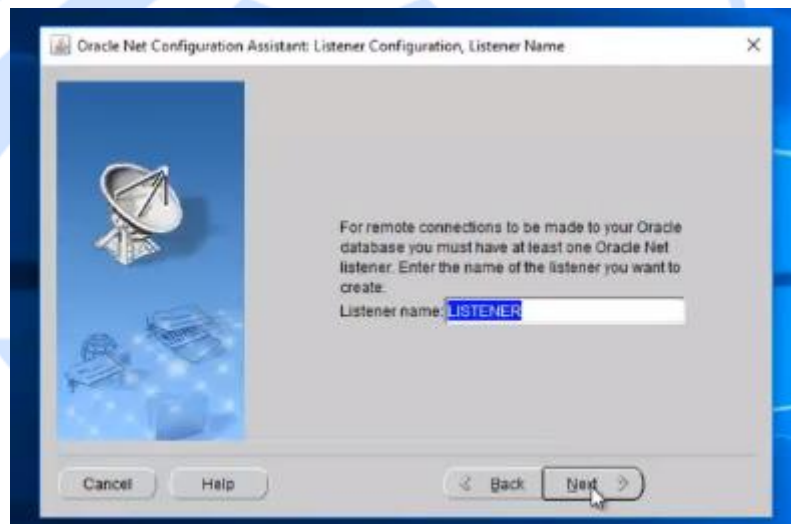 Oracle Net Configuration Assistant: Listener Configuration, Listener Name
For remote connections to be made to your Oracle
database you must have at least one Oracle Net
listener. Enter the name of the listener you want to
create.
Listener name: LISTENER
Cancel
Help
Back
Next